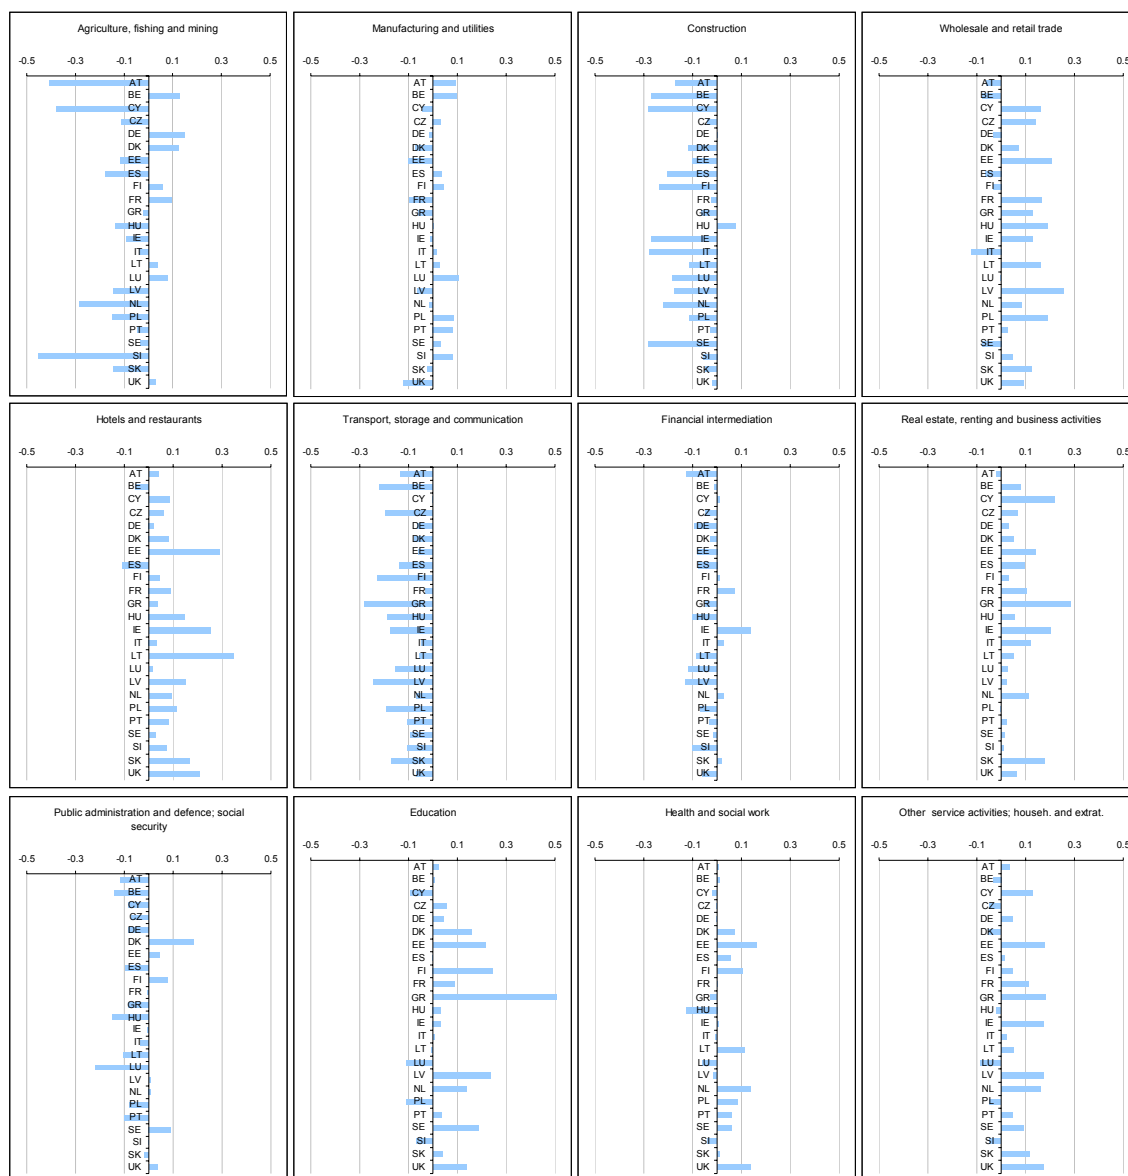 Agriculture, fishing and mining
-0.5 -0.3 -0.1 0.1 0.3 0.5
AT
BE
CY
CZ
DE
DK
EE
ES
FI
FR
GR
HU
IE
IT
LT
LU
LV
NL
PL
PT
SE
SI
SK
UK
Manufacturing and utilities
-0.5 -0.3 -0.1 0.1 0.3 0.5
AT
BE
CY
CZ
DE
DK
EE
ES
FI
FR
GR
HU
IE
IT
LT
LU
LV
NL
PL
PT
SE
SI
SK
UK
Construction
-0.5 -0.3 -0.1 0.1 0.3 0.5
AT
BE
CY
CZ
DE
DK
EE
ES
FI
FR
GR
HU
IE
IT
LT
LU
LV
NL
PL
PT
SE
SI
SK
UK
Wholesale and retail trade
-0.5 -0.3 -0.1 0.1 0.3 0.5
AT
BE
CY
CZ
DE
DK
EE
ES
FI
FR
GR
HU
IE
IT
LT
LU
LV
NL
PL
PT
SE
SI
SK
UK
Hotels and restaurants
-0.5 -0.3 -0.1 0.1 0.3 0.5
AT
BE
CY
CZ
DE
DK
EE
ES
FI
FR
GR
HU
IE
IT
LT
LU
LV
NL
PL
PT
SE
SI
SK
UK
Transport, storage and communication
-0.5 -0.3 -0.1 0.1 0.3 0.5
AT
BE
CY
CZ
DE
DK
EE
ES
FI
FR
GR
HU
IE
IT
LT
LU
LV
NL
PL
PT
SE
SI
SK
UK
Financial intermediation
-0.5 -0.3 -0.1 0.1 0.3 0.5
AT
BE
CY
CZ
DE
DK
EE
ES
FI
FR
GR
HU
IE
IT
LT
LU
LV
NL
PL
PT
SE
SI
SK
UK
Real estate, renting and business activities
-0.5 -0.3 -0.1 0.1 0.3 0.5
AT
BE
CY
CZ
DE
DK
EE
ES
FI
FR
GR
HU
IE
IT
LT
LU
LV
NL
PL
PT
SE
SI
SK
UK
Public administration and defence; social
security
-0.5 -0.3 -0.1 0.1 0.3 0.5
AT
BE
CY
CZ
DE
DK
EE
ES
FI
FR
GR
HU
IE
IT
LT
LU
LV
NL
PL
PT
SE
SI
SK
UK
Education
-0.5 -0.3 -0.1 0.1 0.3 0.5
AT
BE
CY
CZ
DE
DK
EE
ES
FI
FR
GR
HU
IE
IT
LT
LU
LV
NL
PL
PT
SE
SI
SK
UK
Health and social work
-0.5 -0.3 -0.1 0.1 0.3 0.5
AT
BE
CY
CZ
DE
DK
EE
ES
FI
FR
GR
HU
IE
IT
LT
LU
LV
NL
PL
PT
SE
SI
SK
UK
Other service activities; househ. and extrat.
-0.5 -0.3 -0.1 0.1 0.3 0.5
AT
BE
CY
CZ
DE
DK
EE
ES
FI
FR
GR
HU
IE
IT
LT
LU
LV
NL
PL
PT
SE
SI
SK
UK